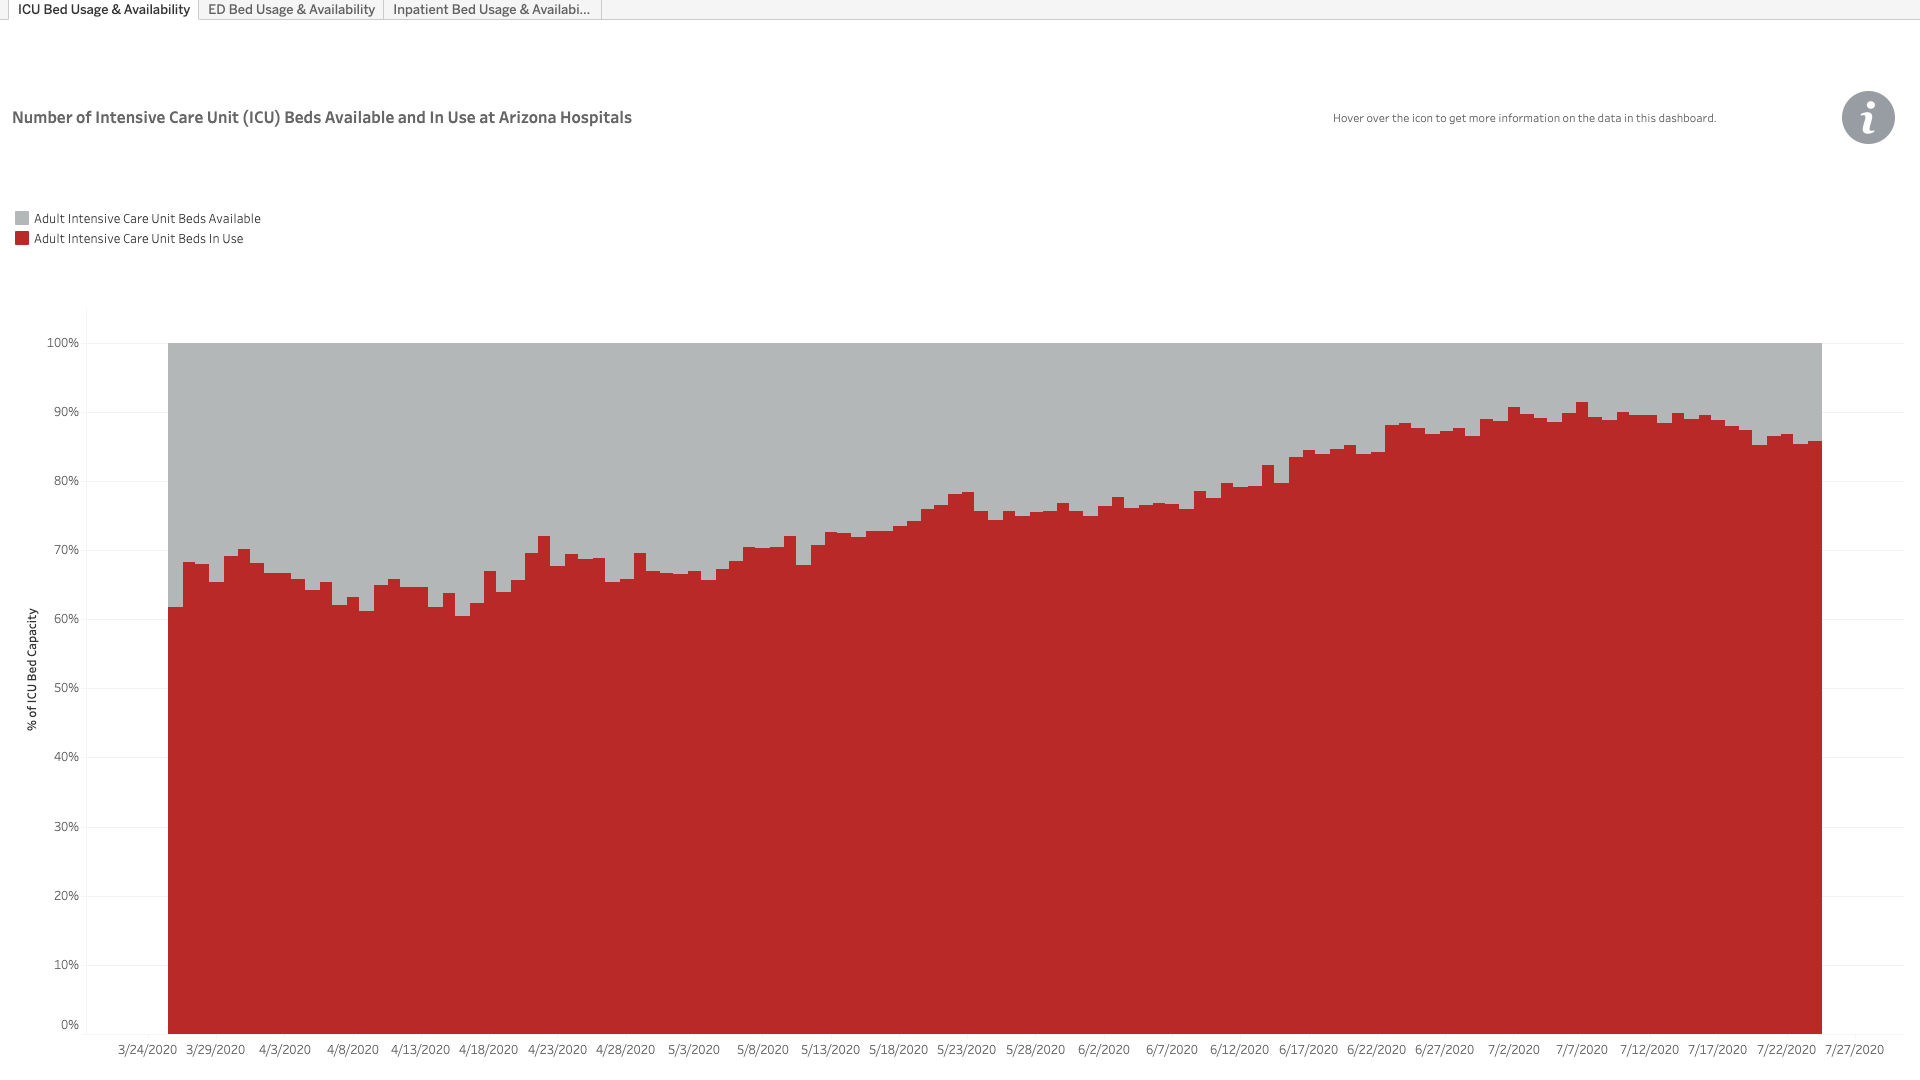 ICU Bed Usage & Availability
ED Bed Usage & Availability
Inpatient Bed Usage & Availabi...
Number of Intensive Care Unit (ICU) Beds Available and In Use at Arizona Hospitals
Hover over the icon to get more information on the data in this dashboard.
i
Adult Intensive Care Unit Beds Available
Adult Intensive Care Unit Beds In Use
% of ICU Bed Capacity
100%
90%
80%
70%
60%
50%
40%
30%
20%
10%
0%
3/24/2020 3/29/2020 4/3/2020 4/8/2020 4/13/2020 4/18/2020 4/23/2020 4/28/2020 5/3/2020 5/8/2020 5/13/2020 5/18/2020 5/23/2020 5/28/2020 6/2/2020 6/7/2020 6/12/2020 6/17/2020 6/22/2020 6/27/2020 7/2/2020 7/7/2020 7/12/2020 7/17/2020 7/22/2020 7/27/2020